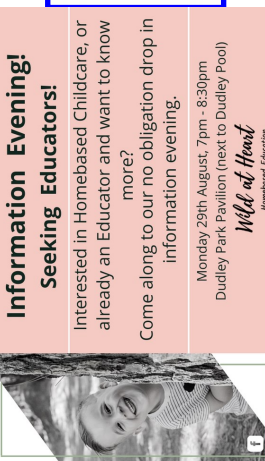 Information Evening!
Seeking Educators!
Interested in Homebased Childcare, or
already an Educator and want to know
more?
Come along to our no obligation drop in
information evening.
Monday 29th August, 7pm - 8:30pm
Dudley Park Pavilion (next to Dudley Pool)
Wild at Heart
Homebased Education
f